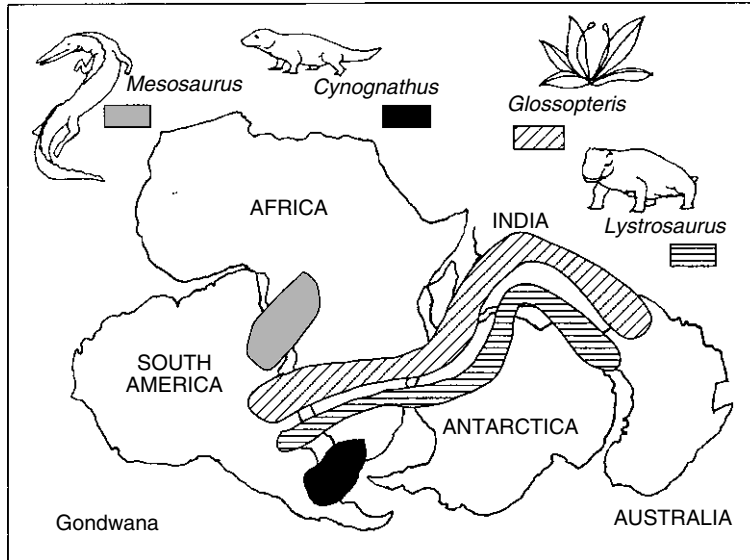 Mesosaurus
Cynognathus
Glossopteris
Lystrosaurus
AFRICA
INDIA
SOUTH
AMERICA
ANTARCTICA
Gondwana
AUSTRALIA